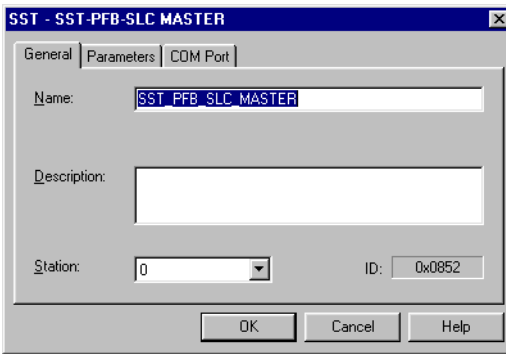 SST - SST-PFB-SLC MASTER
General Parameters COM Port
Name: SST_PFB_SLC_MASTER
Description:
Station: 0 ID: 0x0852
OK Cancel Help